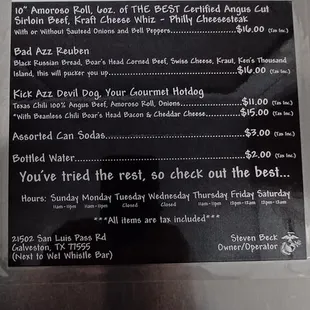 10" Amoroso Roll, 6oz. of THE BEST Certified Angus Cut
Sirloin Beef, Kraft Cheese Whiz - Philly Cheesesteak
With or Without Sauteed Onions and Bell Peppers $16.00 (Tax Inc.)
Bad Azz Reuben $16.00 (Tax Inc.)
Black Russian Bread, Boar's Head Corned Beef, Swiss Cheese, Kraut, Ken's Thousand
Island, this will pucker you up
Kick Azz Devil Dog, Your Gourmet Hotdog
Texas Chili 100% Angus Beef, Amoroso Roll, Onions $11.00 (Tax Inc.)
*With Beanless Chili Boar's Head Bacon & Cheddar Cheese $15.00 (Tax Inc.)
Assorted Can Sodas $3.00 (Tax Inc.)
Bottled Water $2.00 (Tax Inc.)
You've tried the rest, so check out the best...
Hours: Sunday Monday Tuesday Wednesday Thursday Friday Saturday
11am-11pm 11am-11pm Closed Closed
***All items are tax included***
21502 San Luis Pass Rd
Galveston, TX 77555
(Next to Wet Whistle Bar)
Steven Beck
Owner/Operator